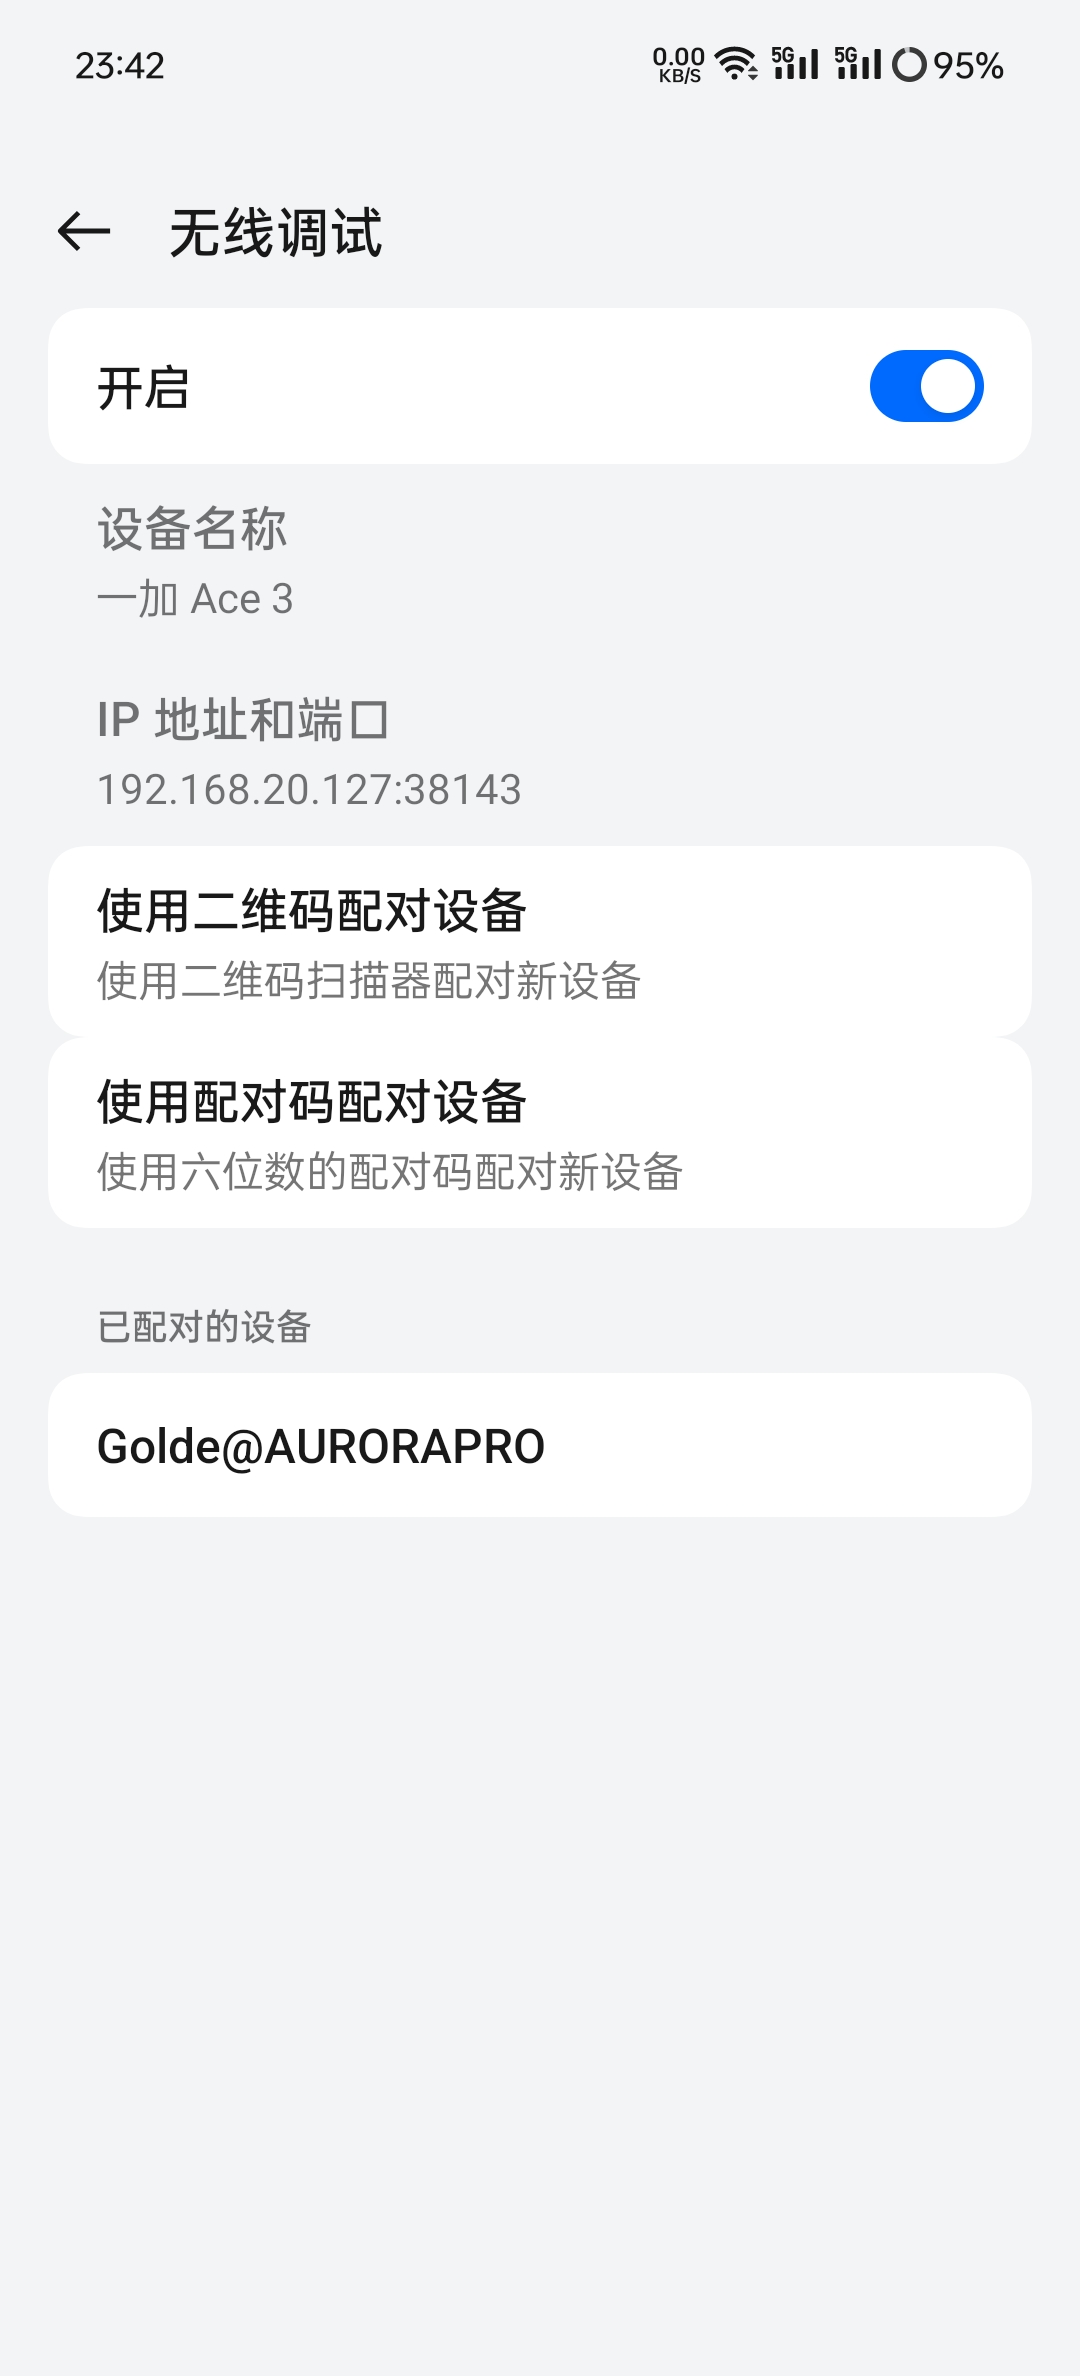 23:42 0.00 KB/S 5G 5G 95%
无线调试
开启
设备名称
一加 Ace 3
IP 地址和端口
192.168.20.127:38143
使用二维码配对设备
使用二维码扫描器配对新设备
使用配对码配对设备
使用六位数的配对码配对新设备
已配对的设备
Golde@AURORAPRO